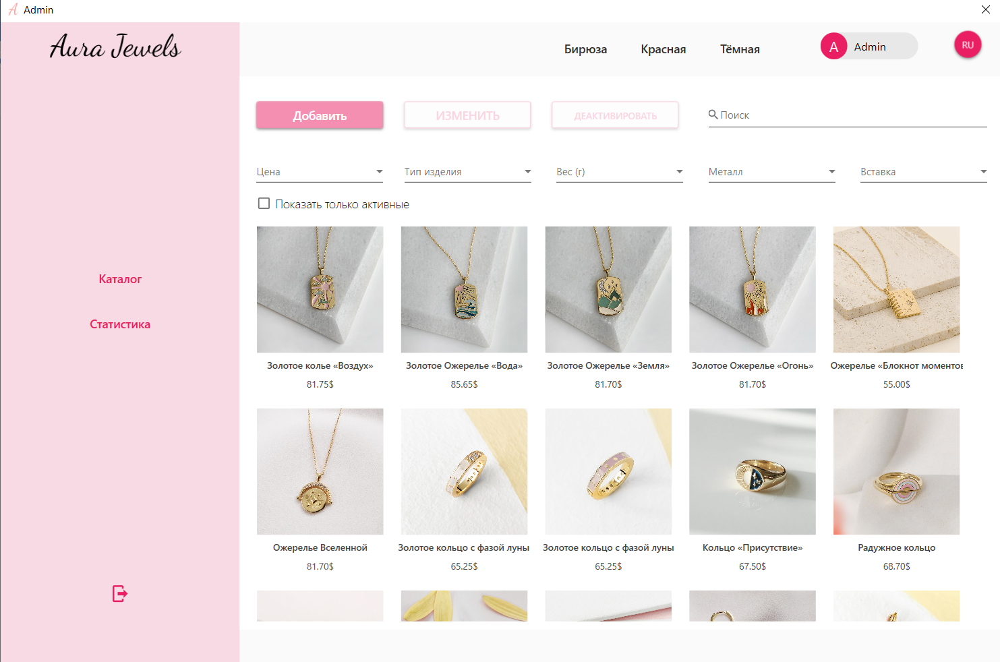 A Admin
Aura Jewels
Бирюза Красная Тёмная A Admin RU
Добавить ИЗМЕНИТЬ ДЕАКТИВИРОВАТЬ Поиск
Цена Тип изделия Вес (г) Металл Вставка
Показать только активные
Каталог
Статистика
Золотое колье «Воздух» Золотое Ожерелье «Вода» Золотое Ожерелье «Земля» Золотое Ожерелье «Огонь» Ожерелье «Блокнот моментов
81.75$ 85.65$ 81.70$ 81.70$ 55.00$
Ожерелье Вселенной Золотое кольцо с фазой луны Золотое кольцо с фазой луны Кольцо «Присутствие» Радужное кольцо
81.70$ 65.25$ 65.25$ 67.50$ 68.70$